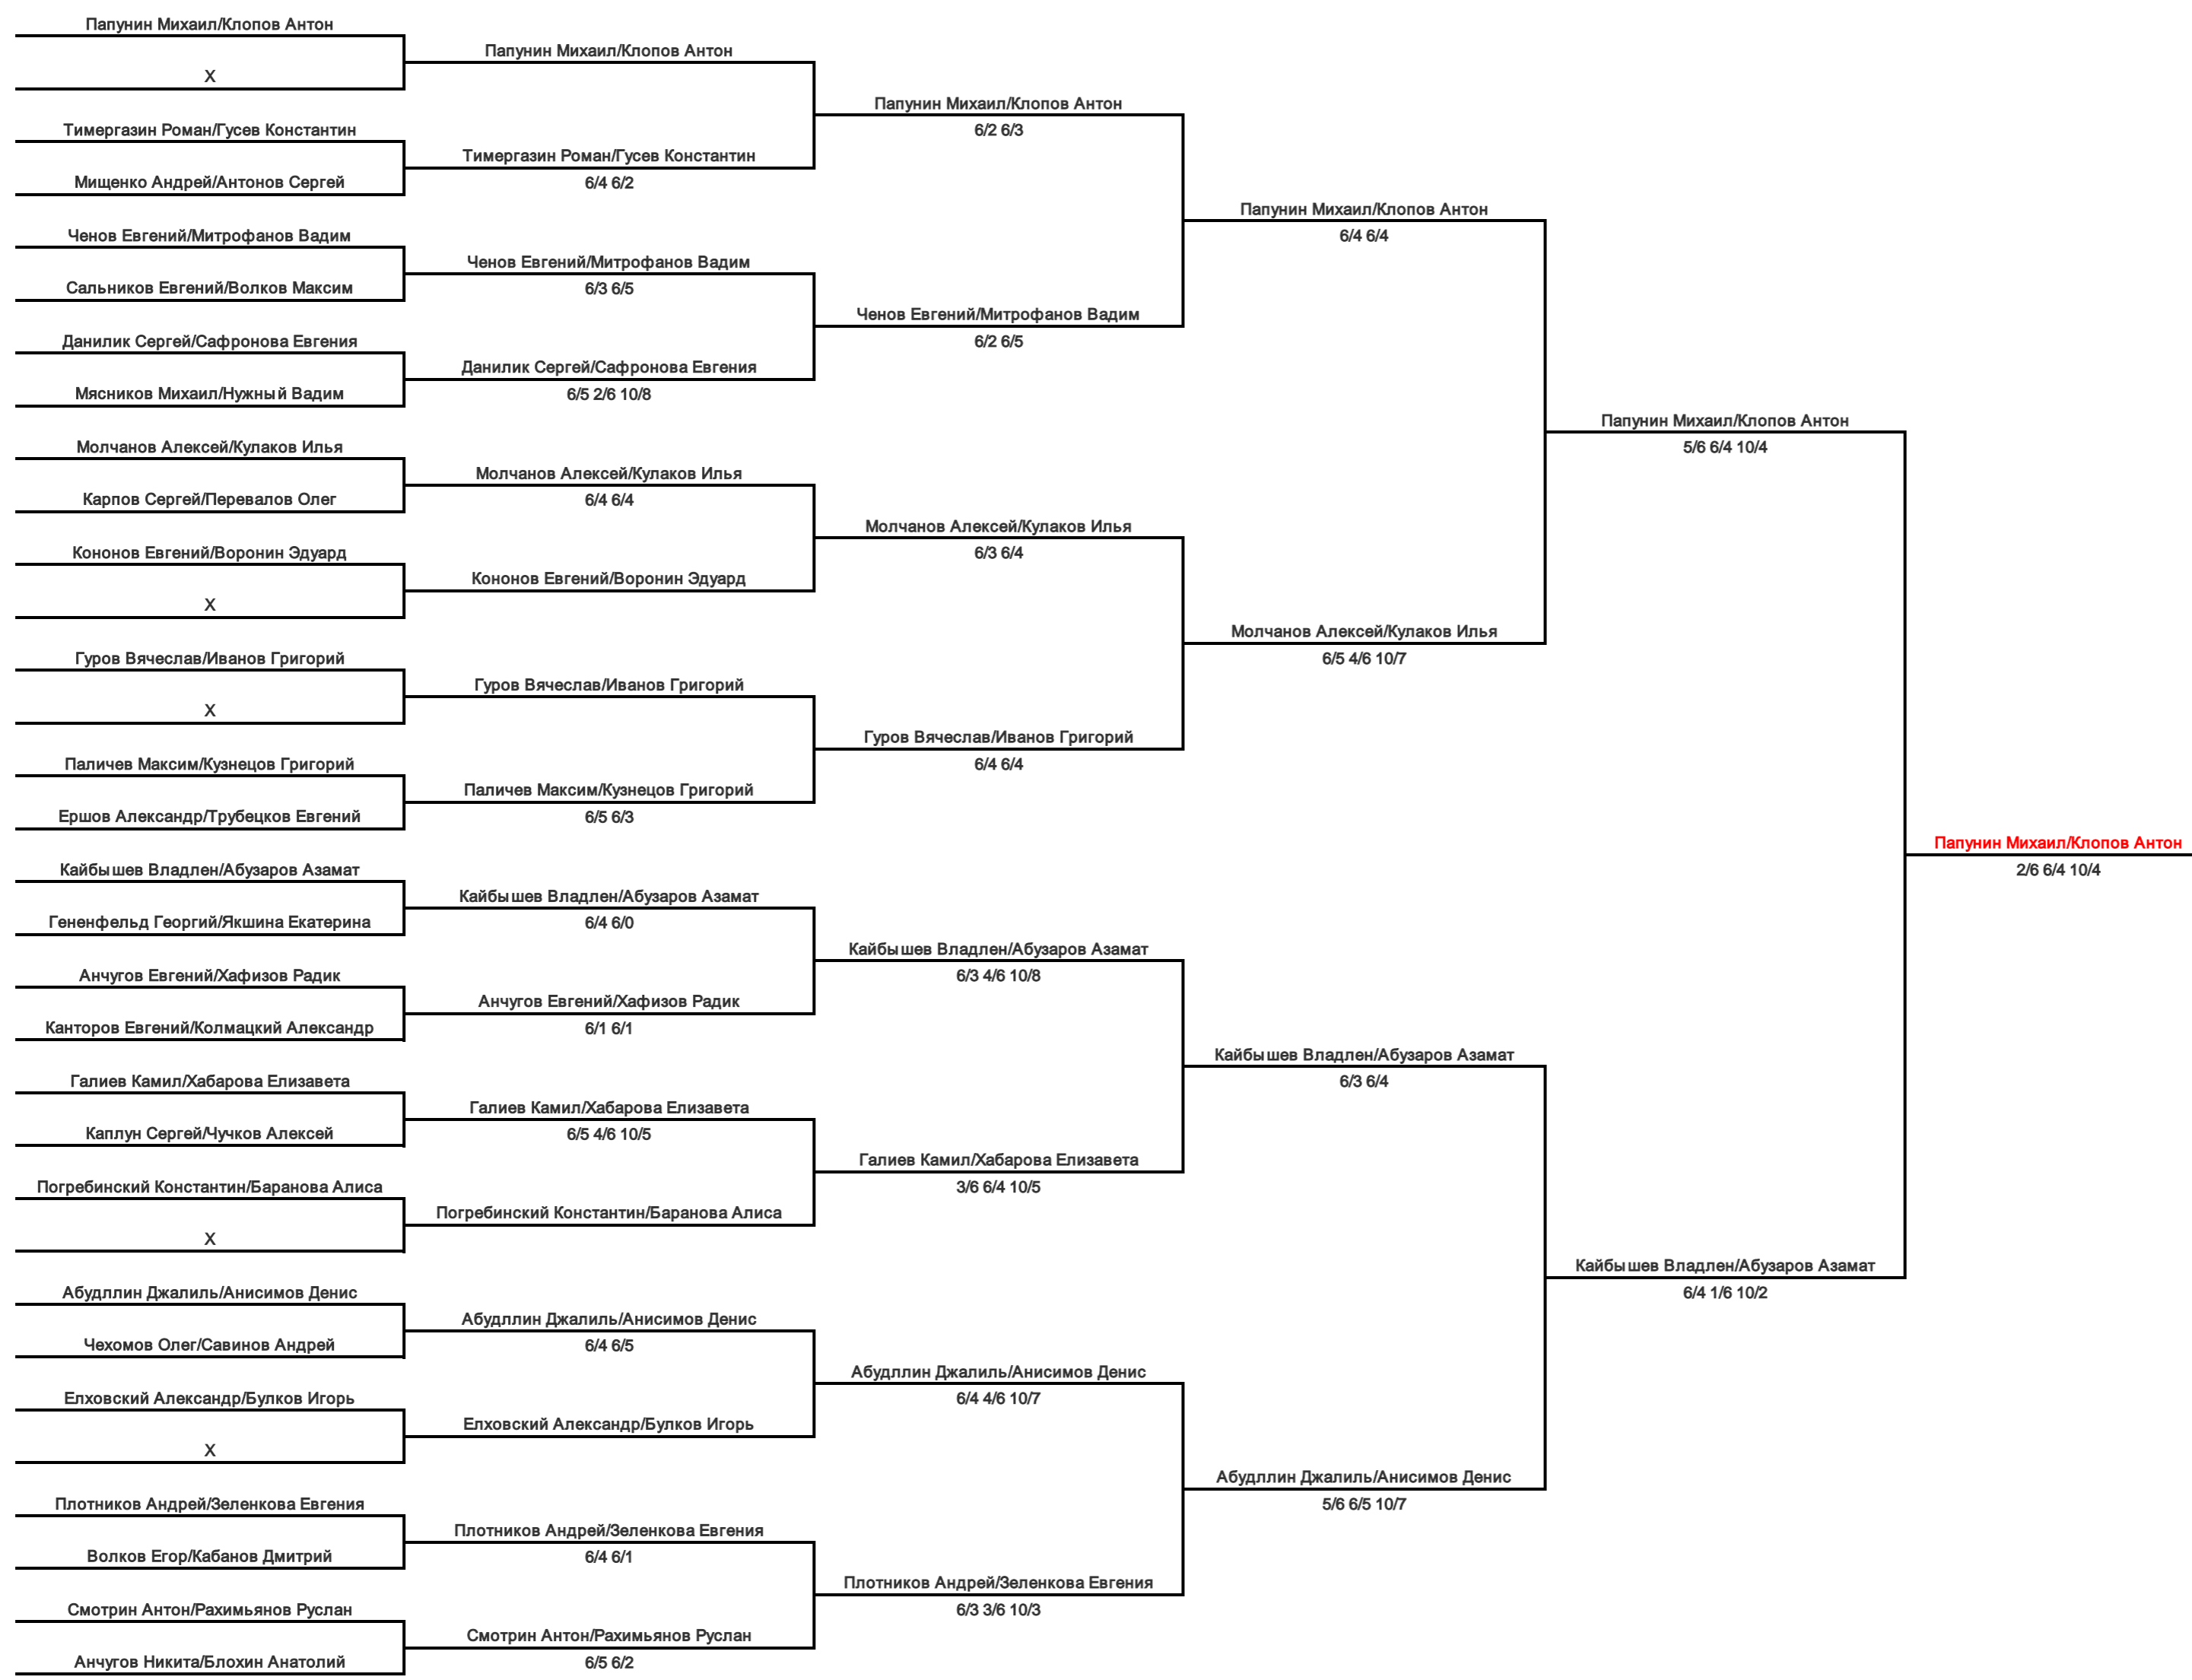 Папунин Михаил/Клопов Антон
X
Тимергазин Роман/Гусев Константин
Мищенко Андрей/Антонов Сергей
Ченов Евгений/Митрофанов Вадим
Сальников Евгений/Волков Максим
Данилик Сергей/Сафронова Евгения
Мясников Михаил/Нужный Вадим
Молчанов Алексей/Кулаков Илья
Карпов Сергей/Перевалов Олег
Кононов Евгений/Воронин Эдуард
X
Гуров Вячеслав/Иванов Григорий
X
Паличев Максим/Кузнецов Григорий
Ершов Александр/Трубецков Евгений
Кайбышев Владлен/Абузаров Азамат
Гененфельд Георгий/Якшина Екатерина
Анчугов Евгений/Хафизов Радик
Канторов Евгений/Колмацкий Александр
Галиев Камил/Хабарова Елизавета
Каплун Сергей/Чучков Алексей
Погребинский Константин/Баранова Алиса
X
Абудллин Джалиль/Анисимов Денис
Чехомов Олег/Савинов Андрей
Елховский Александр/Булков Игорь
X
Плотников Андрей/Зеленкова Евгения
Волков Егор/Кабанов Дмитрий
Смотрин Антон/Рахимьянов Руслан
Анчугов Никита/Блохин Анатолий
Папунин Михаил/Клопов Антон
Тимергазин Роман/Гусев Константин
6/4 6/2
Ченов Евгений/Митрофанов Вадим
6/3 6/5
Данилик Сергей/Сафронова Евгения
6/5 2/6 10/8
Молчанов Алексей/Кулаков Илья
6/4 6/4
Кононов Евгений/Воронин Эдуард
Гуров Вячеслав/Иванов Григорий
Паличев Максим/Кузнецов Григорий
6/5 6/3
Кайбышев Владлен/Абузаров Азамат
6/4 6/0
Анчугов Евгений/Хафизов Радик
6/1 6/1
Галиев Камил/Хабарова Елизавета
6/5 4/6 10/5
Погребинский Константин/Баранова Алиса
Абудллин Джалиль/Анисимов Денис
6/4 6/5
Елховский Александр/Булков Игорь
Плотников Андрей/Зеленкова Евгения
6/4 6/1
Смотрин Антон/Рахимьянов Руслан
6/5 6/2
Папунин Михаил/Клопов Антон
6/2 6/3
Ченов Евгений/Митрофанов Вадим
6/2 6/5
Молчанов Алексей/Кулаков Илья
6/3 6/4
Гуров Вячеслав/Иванов Григорий
6/4 6/4
Кайбышев Владлен/Абузаров Азамат
6/3 4/6 10/8
Галиев Камил/Хабарова Елизавета
3/6 6/4 10/5
Абудллин Джалиль/Анисимов Денис
6/4 4/6 10/7
Плотников Андрей/Зеленкова Евгения
6/3 3/6 10/3
Папунин Михаил/Клопов Антон
6/4 6/4
Молчанов Алексей/Кулаков Илья
6/5 4/6 10/7
Кайбышев Владлен/Абузаров Азамат
6/3 6/4
Абудллин Джалиль/Анисимов Денис
5/6 6/5 10/7
Папунин Михаил/Клопов Антон
5/6 6/4 10/4
Кайбышев Владлен/Абузаров Азамат
6/4 1/6 10/2
Папунин Михаил/Клопов Антон
2/6 6/4 10/4